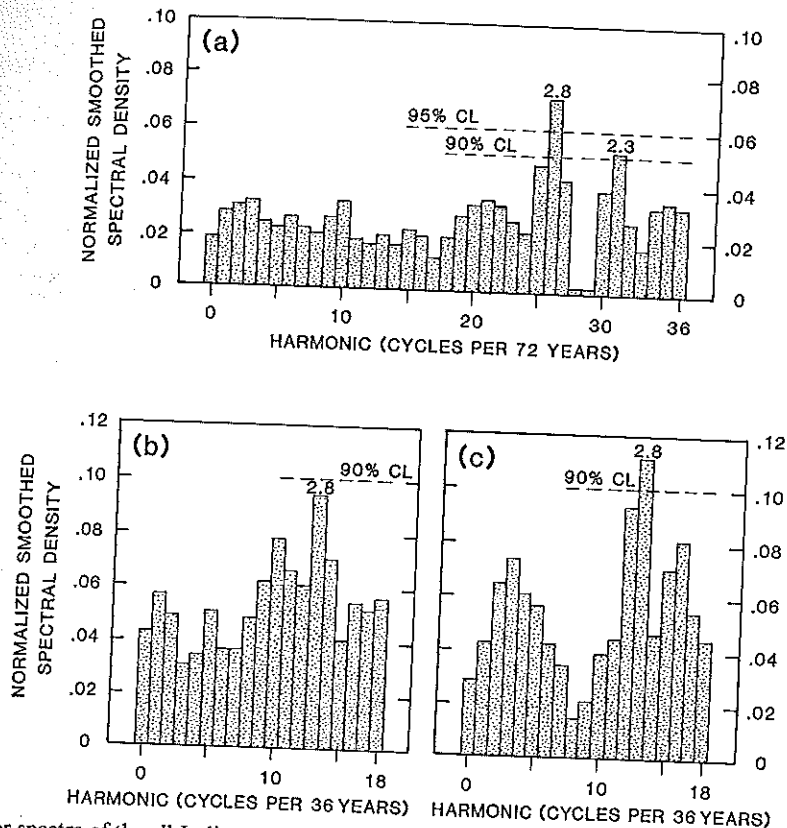 (a)
NORMALIZED SMOOTHED
SPECTRAL DENSITY
.10
.08
.06
.04
.02
0
95% CL
90% CL
2.8
2.3
.10
.08
.06
.04
.02
0
0 10 20 30 36
HARMONIC (CYCLES PER 72 YEARS)
(b)
NORMALIZED SMOOTHED
SPECTRAL DENSITY
.12
.10
.08
.06
.04
.02
0
90% CL
2.8
0 10 18
HARMONIC (CYCLES PER 36 YEARS)
(c)
90% CL
2.8
.12
.10
.08
.06
.04
.02
0
0 10 18
HARMONIC (CYCLES PER 36 YEARS)